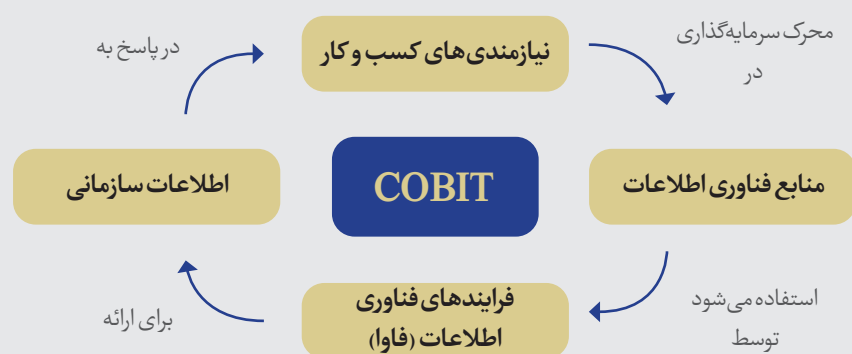 نیازمندی‌های کسب و کار
محرک سرمایه‌گذاری
در
منابع فناوری اطلاعات
استفاده می‌شود
توسط
فرایندهای فناوری
اطلاعات (فاوا)
برای ارائه
اطلاعات سازمانی
در پاسخ به
COBIT